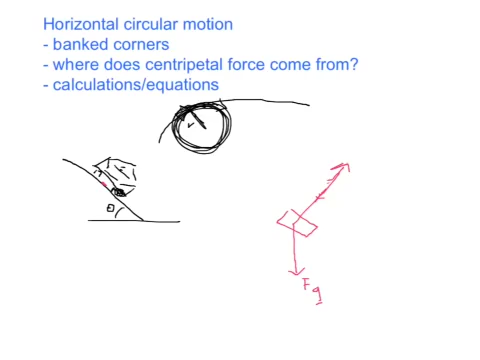 Horizontal circular motion
- banked corners
- where does centripetal force come from?
- calculations/equations
r
θ
Fg